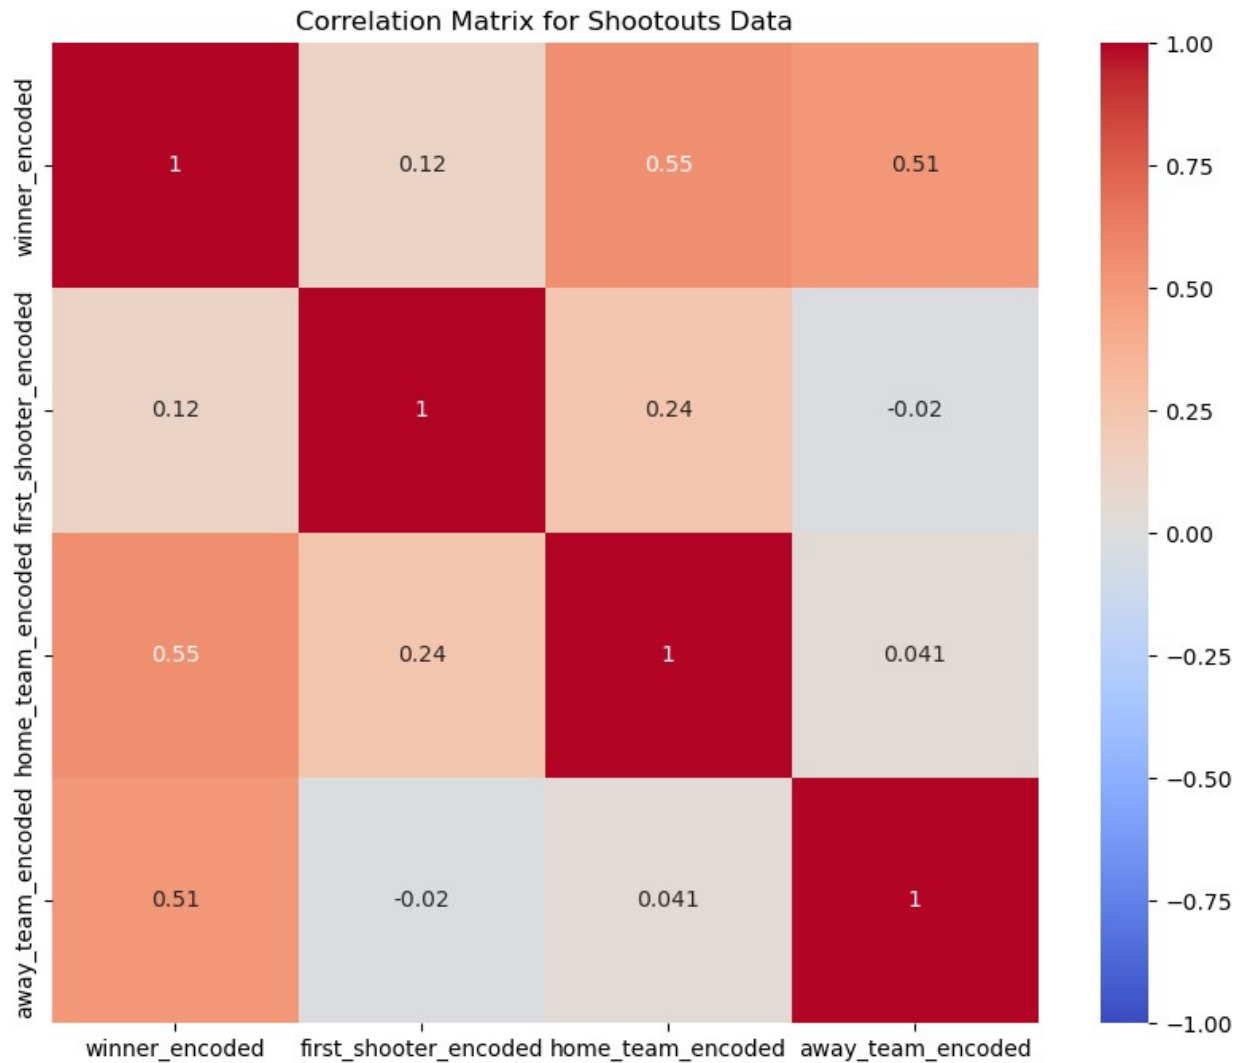 Correlation Matrix for Shootouts Data
winner_encoded
first_shooter_encoded
home_team_encoded
away_team_encoded
1 0.12 0.55 0.51
0.12 1 0.24 -0.02
0.55 0.24 1 0.041
0.51 -0.02 0.041 1
winner_encoded first_shooter_encoded home_team_encoded away_team_encoded
1.00
0.75
0.50
0.25
0.00
−0.25
−0.50
−0.75
−1.00